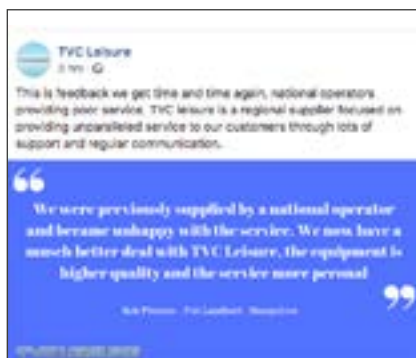 TVC Leisure
This is feedback we get time and time again, national operators
providing poor service. TVC leisure is a regional supplier focused on
providing unparalleled service to our customers through lots of
support and regular communication.
“
We were previously supplied by a national operator
and became unhappy with the service. We now have a
much better deal with TVC Leisure, the equipment is
higher quality and the service more personal
”